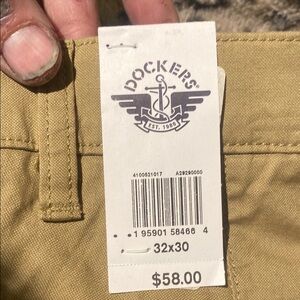 DOCKERS
EST. 1986
4100531017 A29290000
1 95901 58466 4
32x30
$58.00